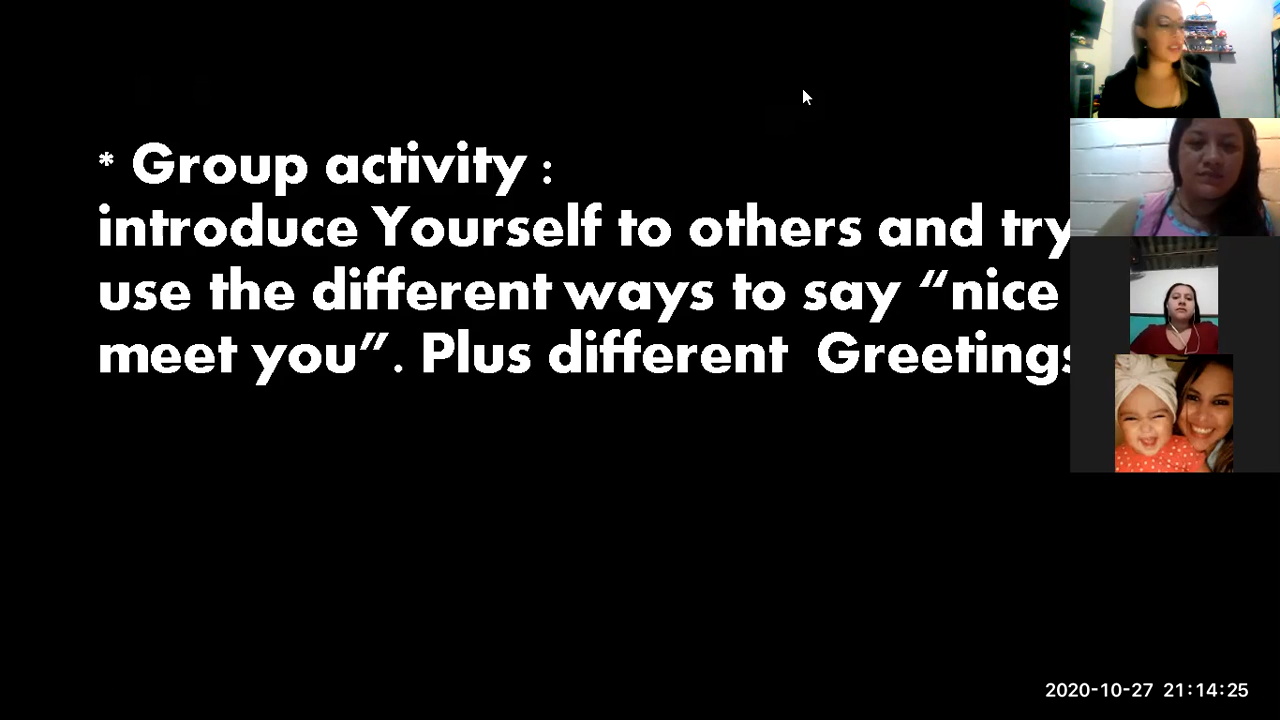 * Group activity :
introduce Yourself to others and try
use the different ways to say “nice
meet you”. Plus different Greetings
2020-10-27 21:14:25